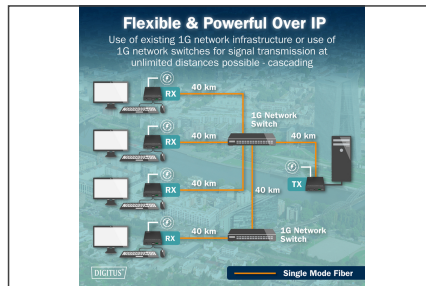 Flexible & Powerful Over IP
Use of existing 1G network infrastructure or use of
1G network switches for signal transmission at
unlimited distances possible - cascading
40 km
RX
1G Network
Switch
40 km
RX
40 km
TX
40 km
RX
40 km
40 km
RX
1G Network
Switch
DIGITUS
Single Mode Fiber